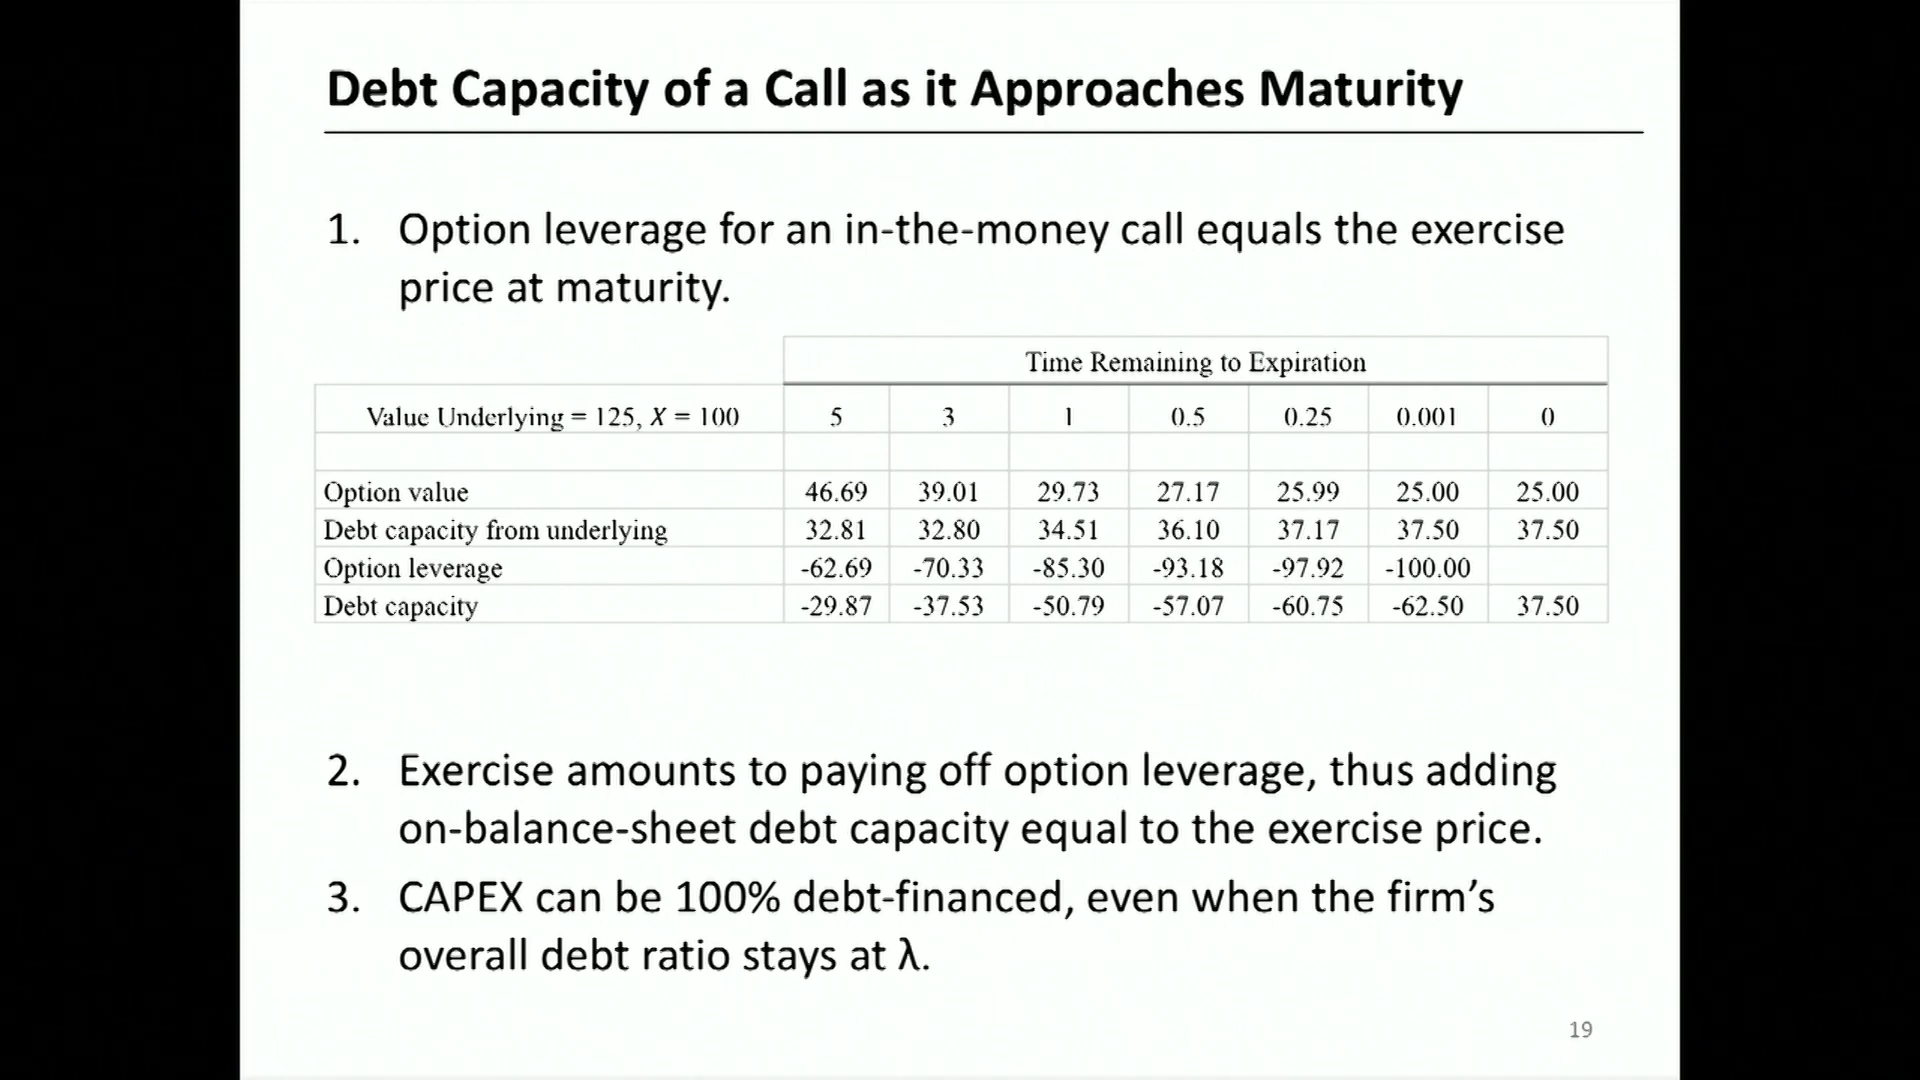 Debt Capacity of a Call as it Approaches Maturity
1. Option leverage for an in-the-money call equals the exercise
price at maturity.
Time Remaining to Expiration
Value Underlying = 125, X = 100 5 3 1 0.5 0.25 0.001 0
Option value 46.69 39.01 29.73 27.17 25.99 25.00 25.00
Debt capacity from underlying 32.81 32.80 34.51 36.10 37.17 37.50 37.50
Option leverage -62.69 -70.33 -85.30 -93.18 -97.92 -100.00
Debt capacity -29.87 -37.53 -50.79 -57.07 -60.75 -62.50 37.50
2. Exercise amounts to paying off option leverage, thus adding
on-balance-sheet debt capacity equal to the exercise price.
3. CAPEX can be 100% debt-financed, even when the firm’s
overall debt ratio stays at λ.
19